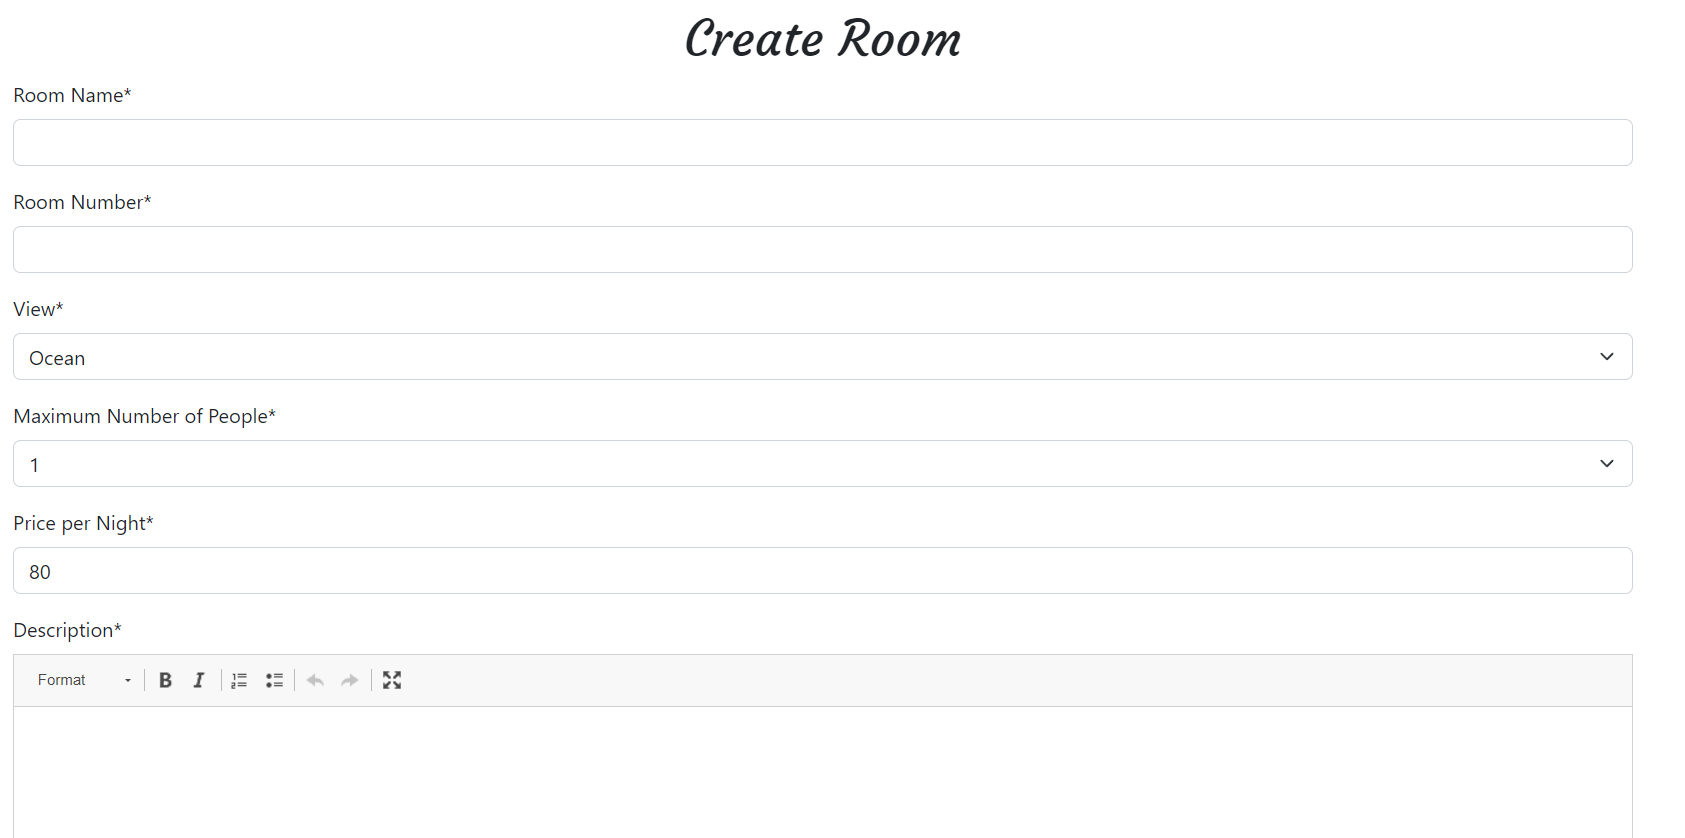 Create Room
Room Name*
Room Number*
View*
Ocean
Maximum Number of People*
1
Price per Night*
80
Description*
Format B I